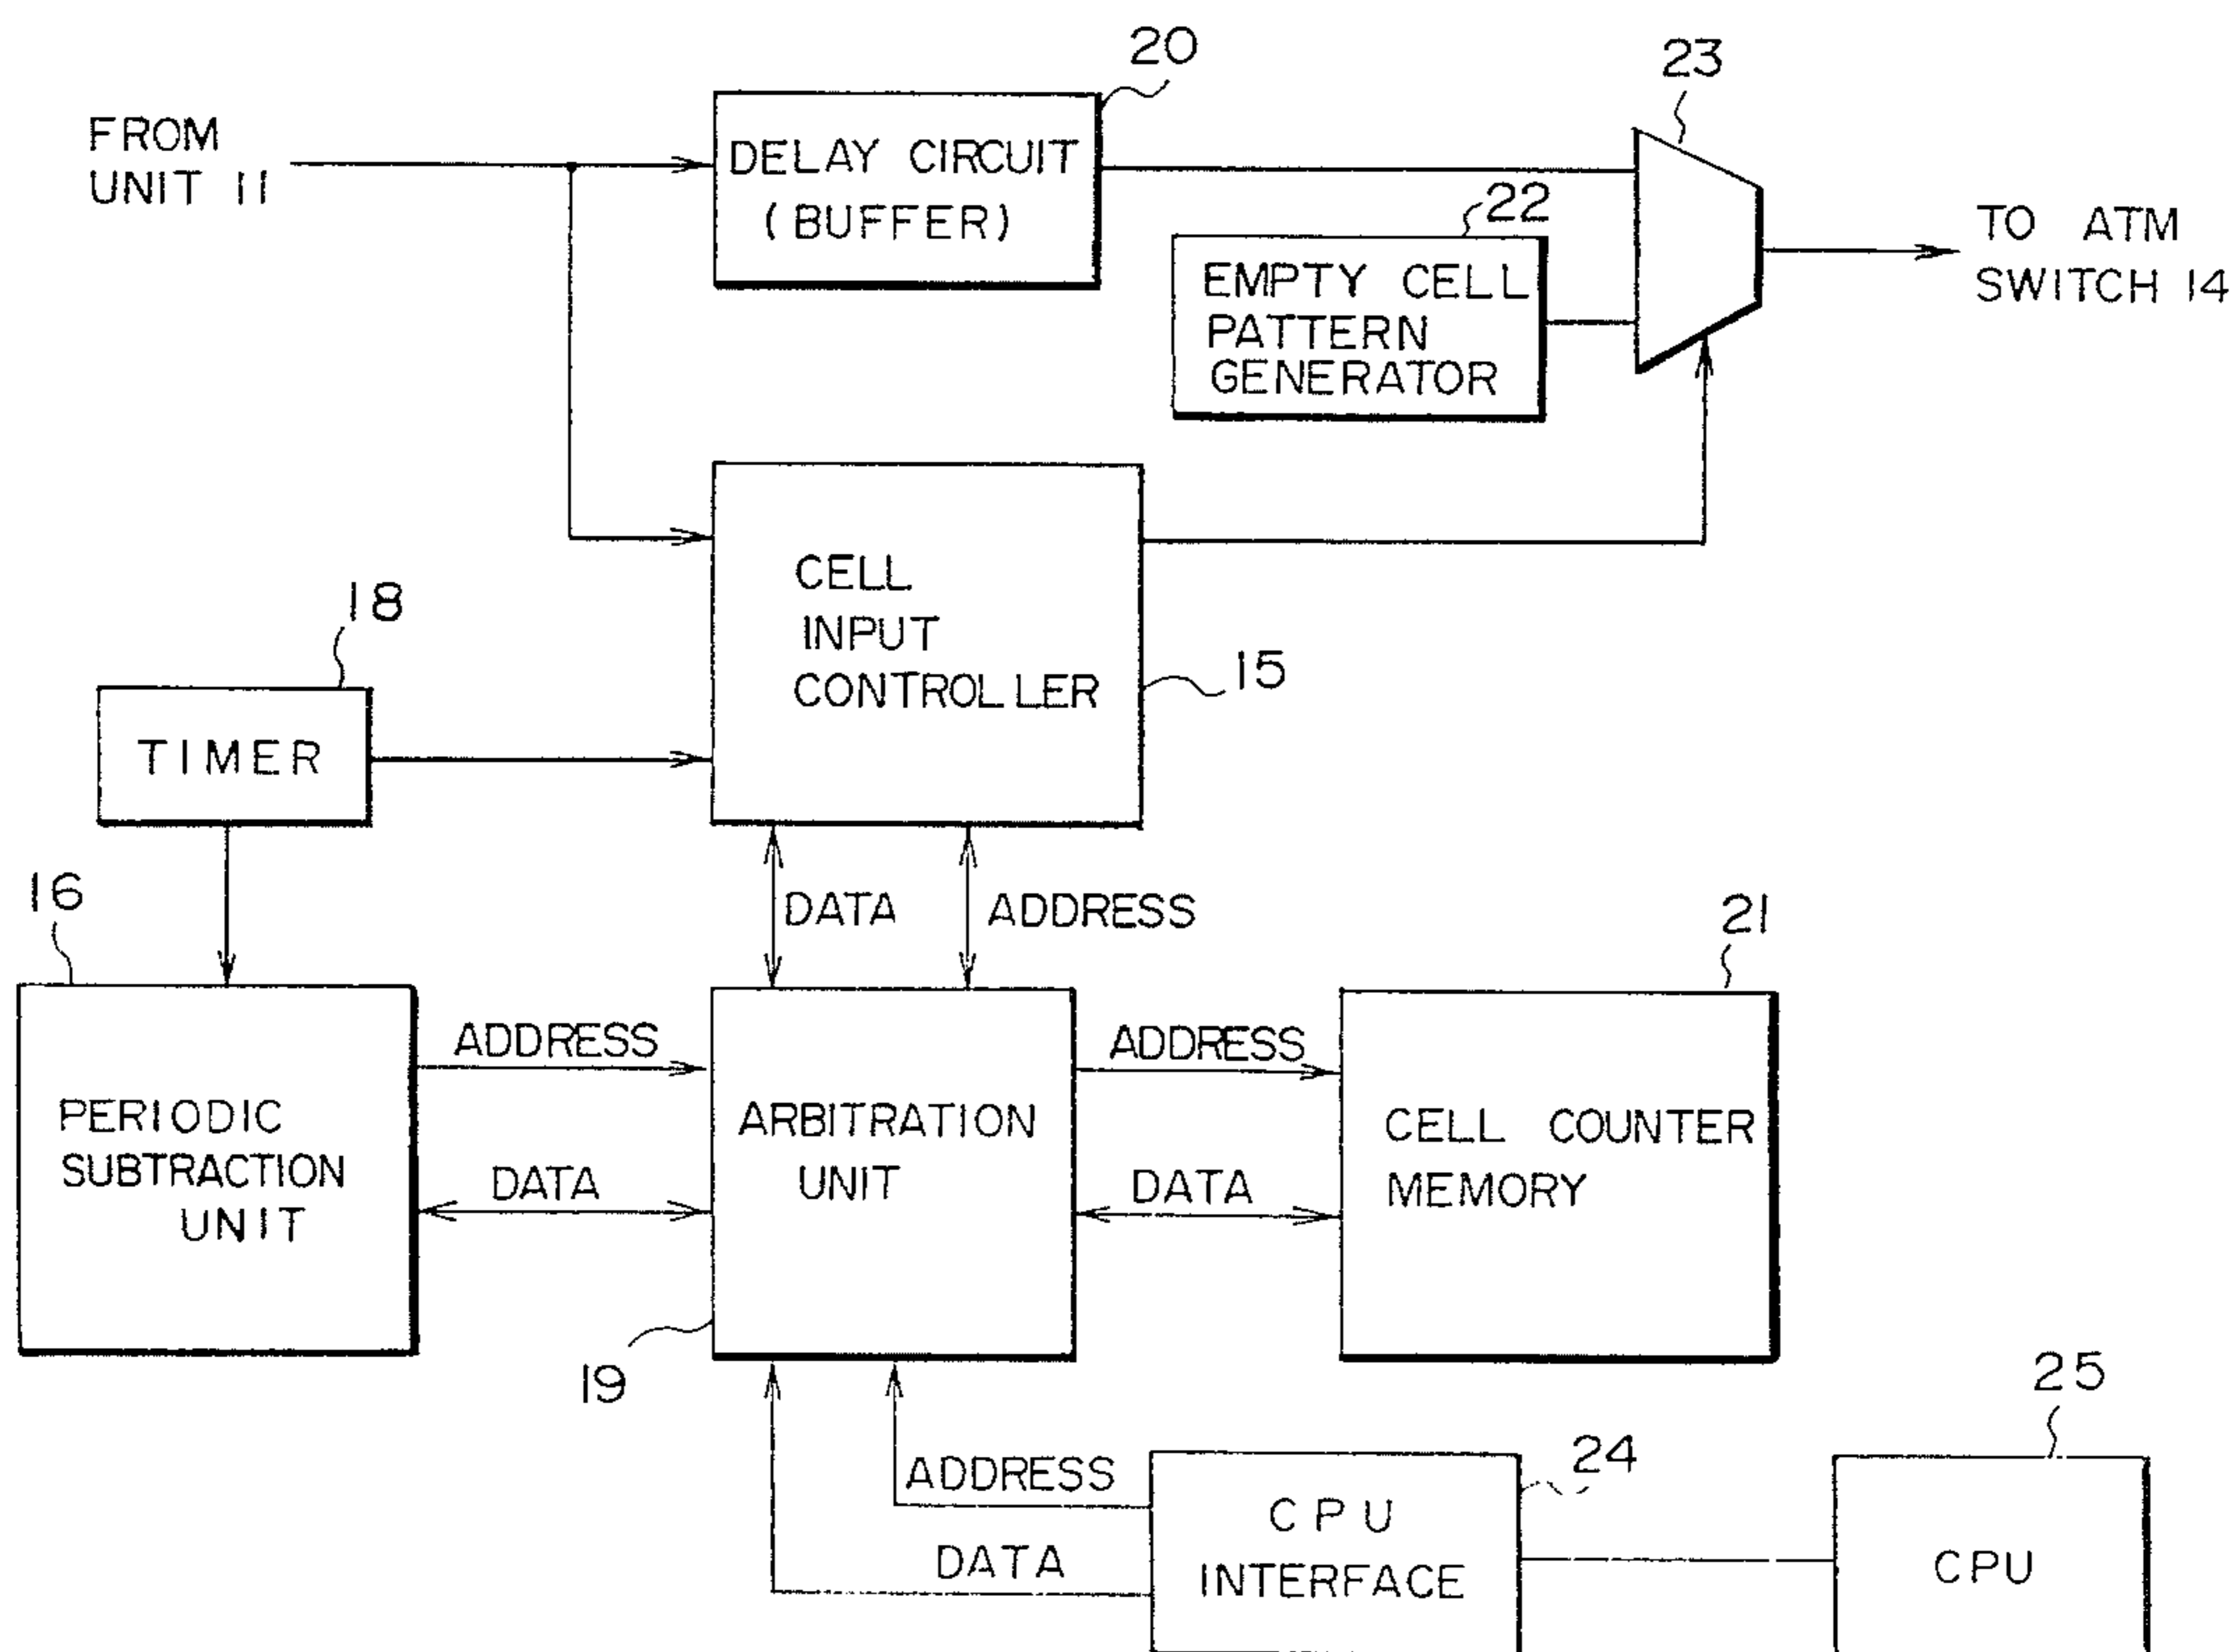 20
23
FROM
UNIT 11
DELAY CIRCUIT
(BUFFER)
22
TO ATM
SWITCH 14
EMPTY CELL
PATTERN
GENERATOR
CELL
INPUT
CONTROLLER
15
18
TIMER
16
DATA
ADDRESS
21
ADDRESS
ADDRESS
PERIODIC
SUBTRACTION
UNIT
ARBITRATION
UNIT
CELL COUNTER
MEMORY
DATA
DATA
19
25
24
ADDRESS
DATA
CPU
INTERFACE
CPU